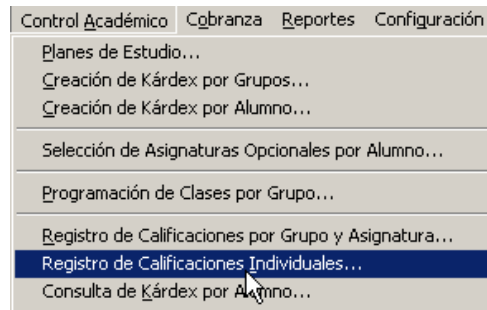 Control Académico Cobranza Reportes Configuración
Planes de Estudio...
Creación de Kárdex por Grupos...
Creación de Kárdex por Alumno...
Selección de Asignaturas Opcionales por Alumno...
Programación de Clases por Grupo...
Registro de Calificaciones por Grupo y Asignatura...
Registro de Calificaciones Individuales...
Consulta de Kárdex por Alumno...